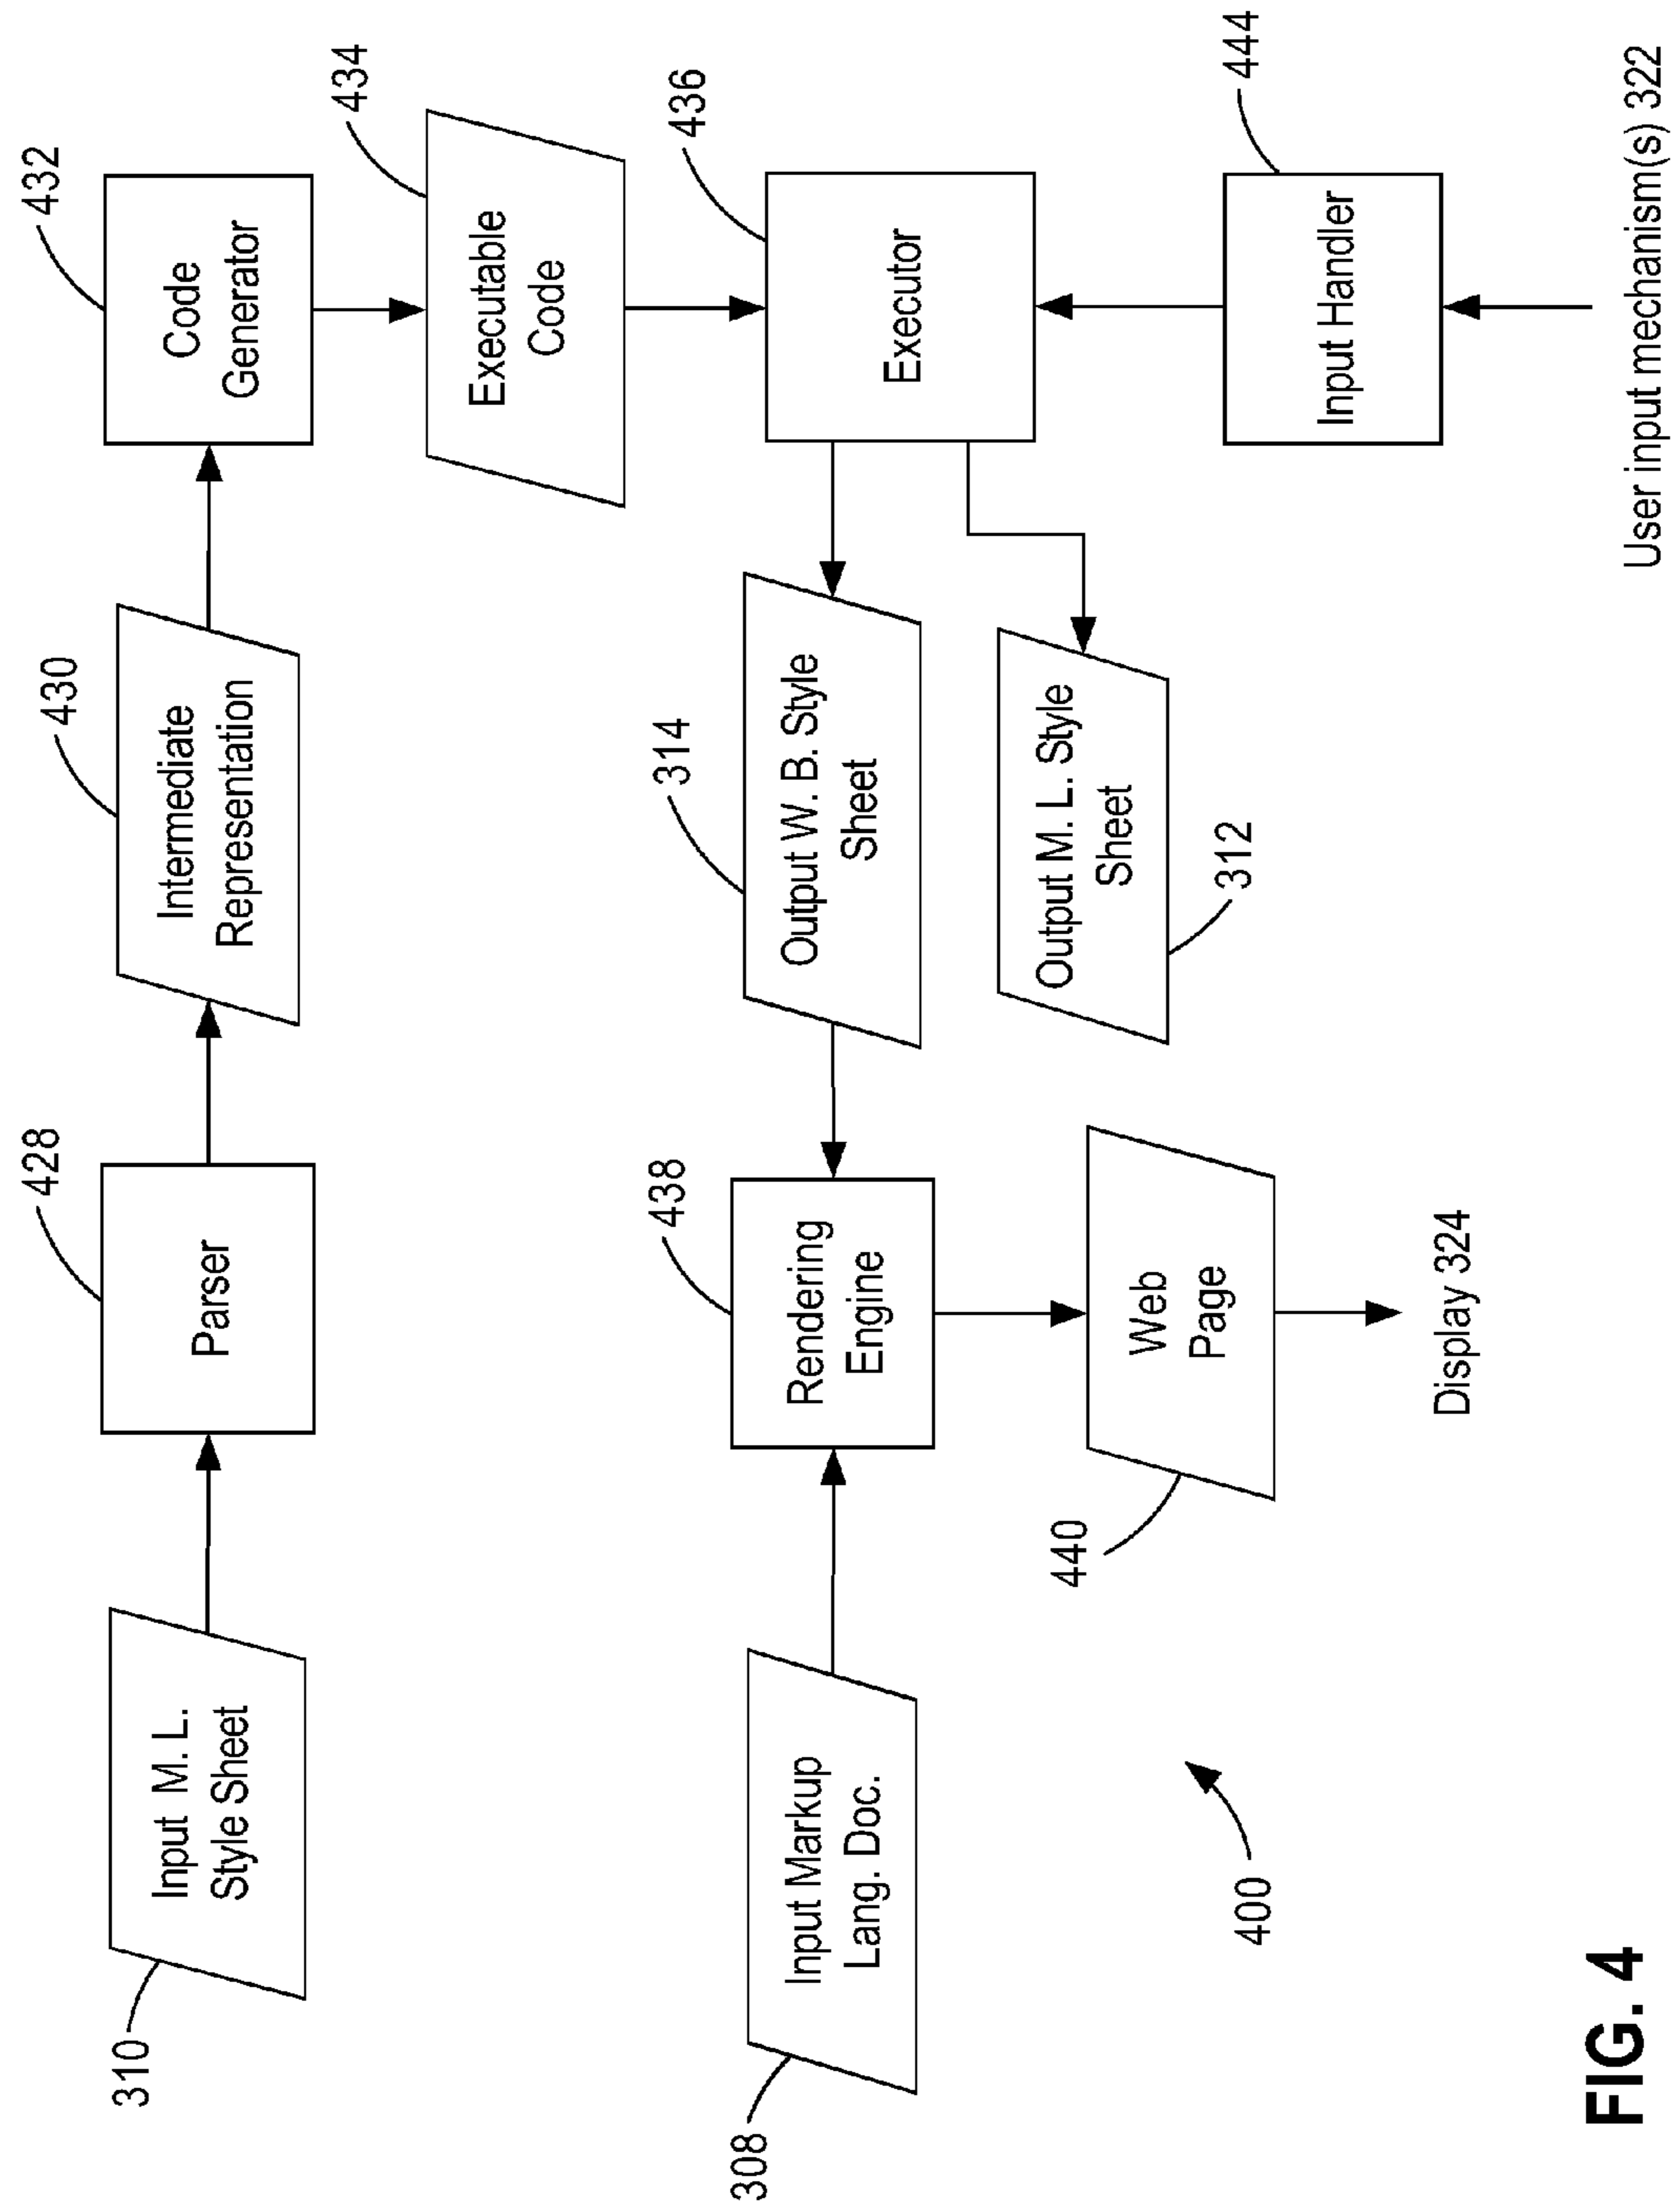 310
Input M. L.
Style Sheet
428
Parser
430
Intermediate
Representation
432
Code
Generator
434
Executable
Code
308
Input Markup
Lang. Doc.
438
Rendering
Engine
314
Output W. B. Style
Sheet
436
Executor
Output M. L. Style
Sheet
312
440
Web
Page
Display 324
444
Input Handler
User input mechanism(s) 322
400
FIG. 4